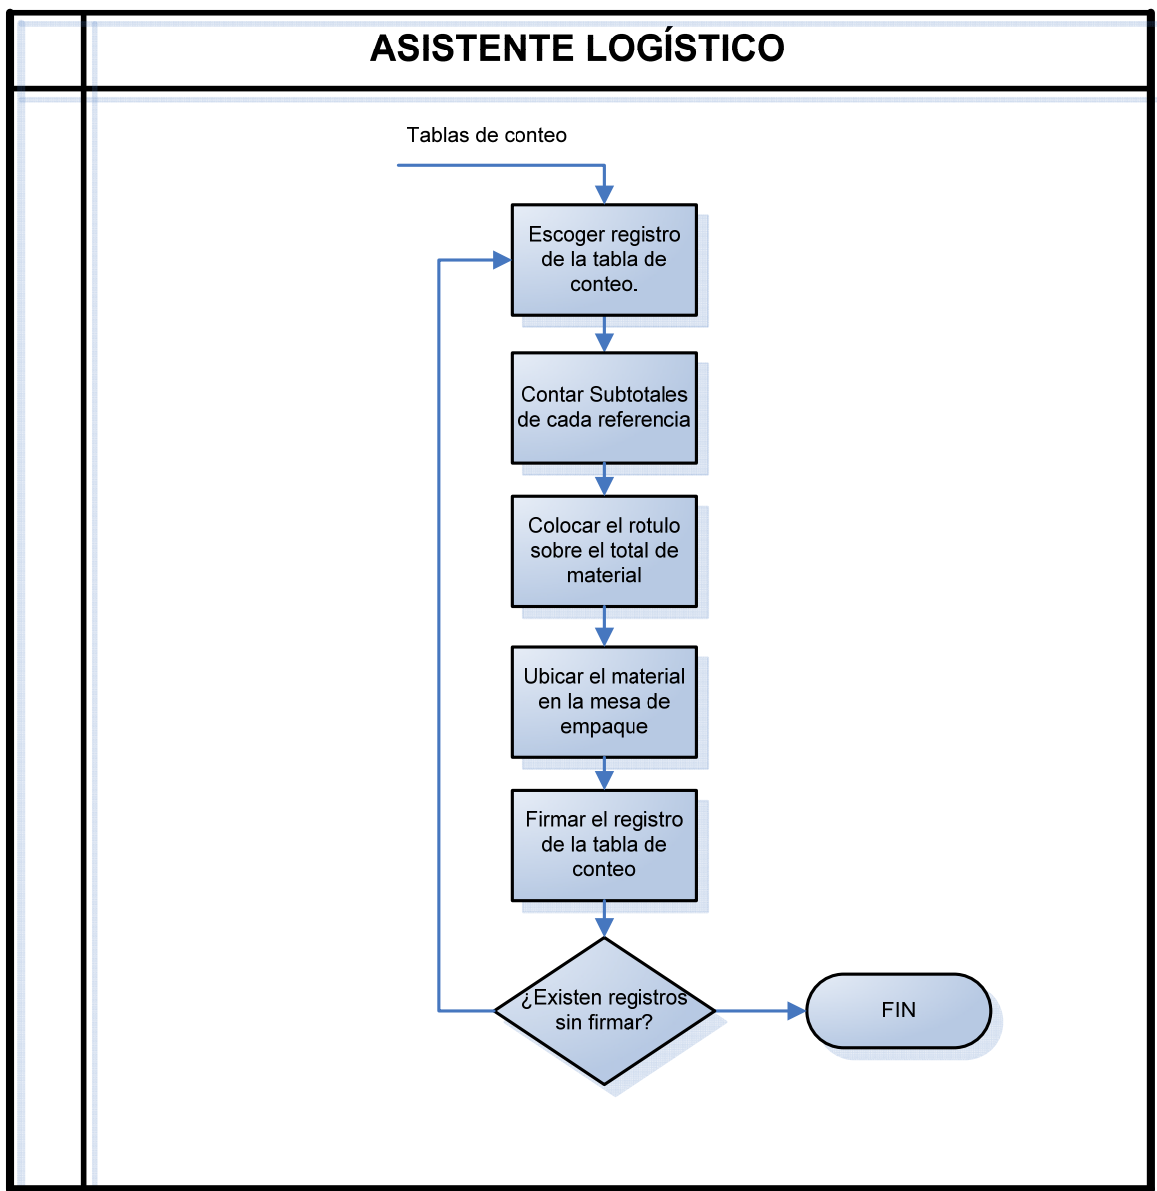 ASISTENTE LOGÍSTICO
Tablas de conteo
Escoger registro
de la tabla de
conteo.
Contar Subtotales
de cada referencia
Colocar el rotulo
sobre el total de
material
Ubicar el material
en la mesa de
empaque
Firmar el registro
de la tabla de
conteo
¿Existen registros
sin firmar?
FIN